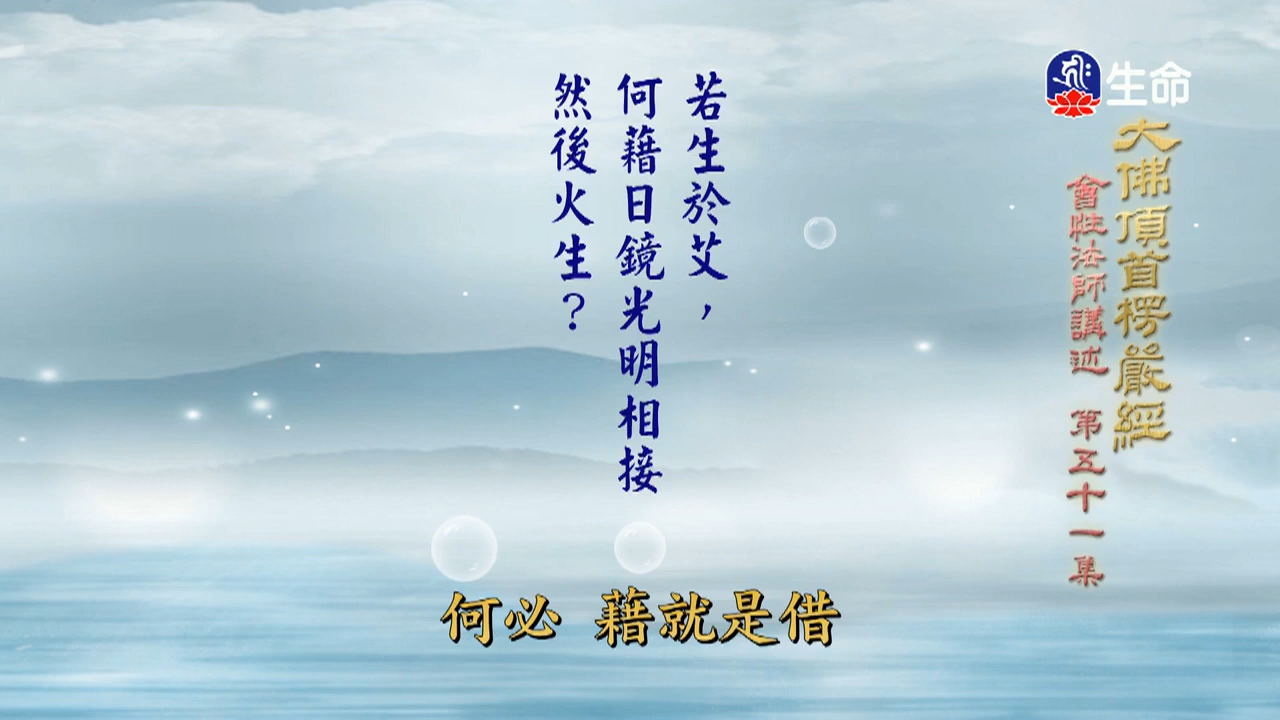 生命
大佛頂首楞嚴經
會性法師講述 第五十一集
若生於艾，
何藉日鏡光明相接
然後火生？
何必 藉就是借